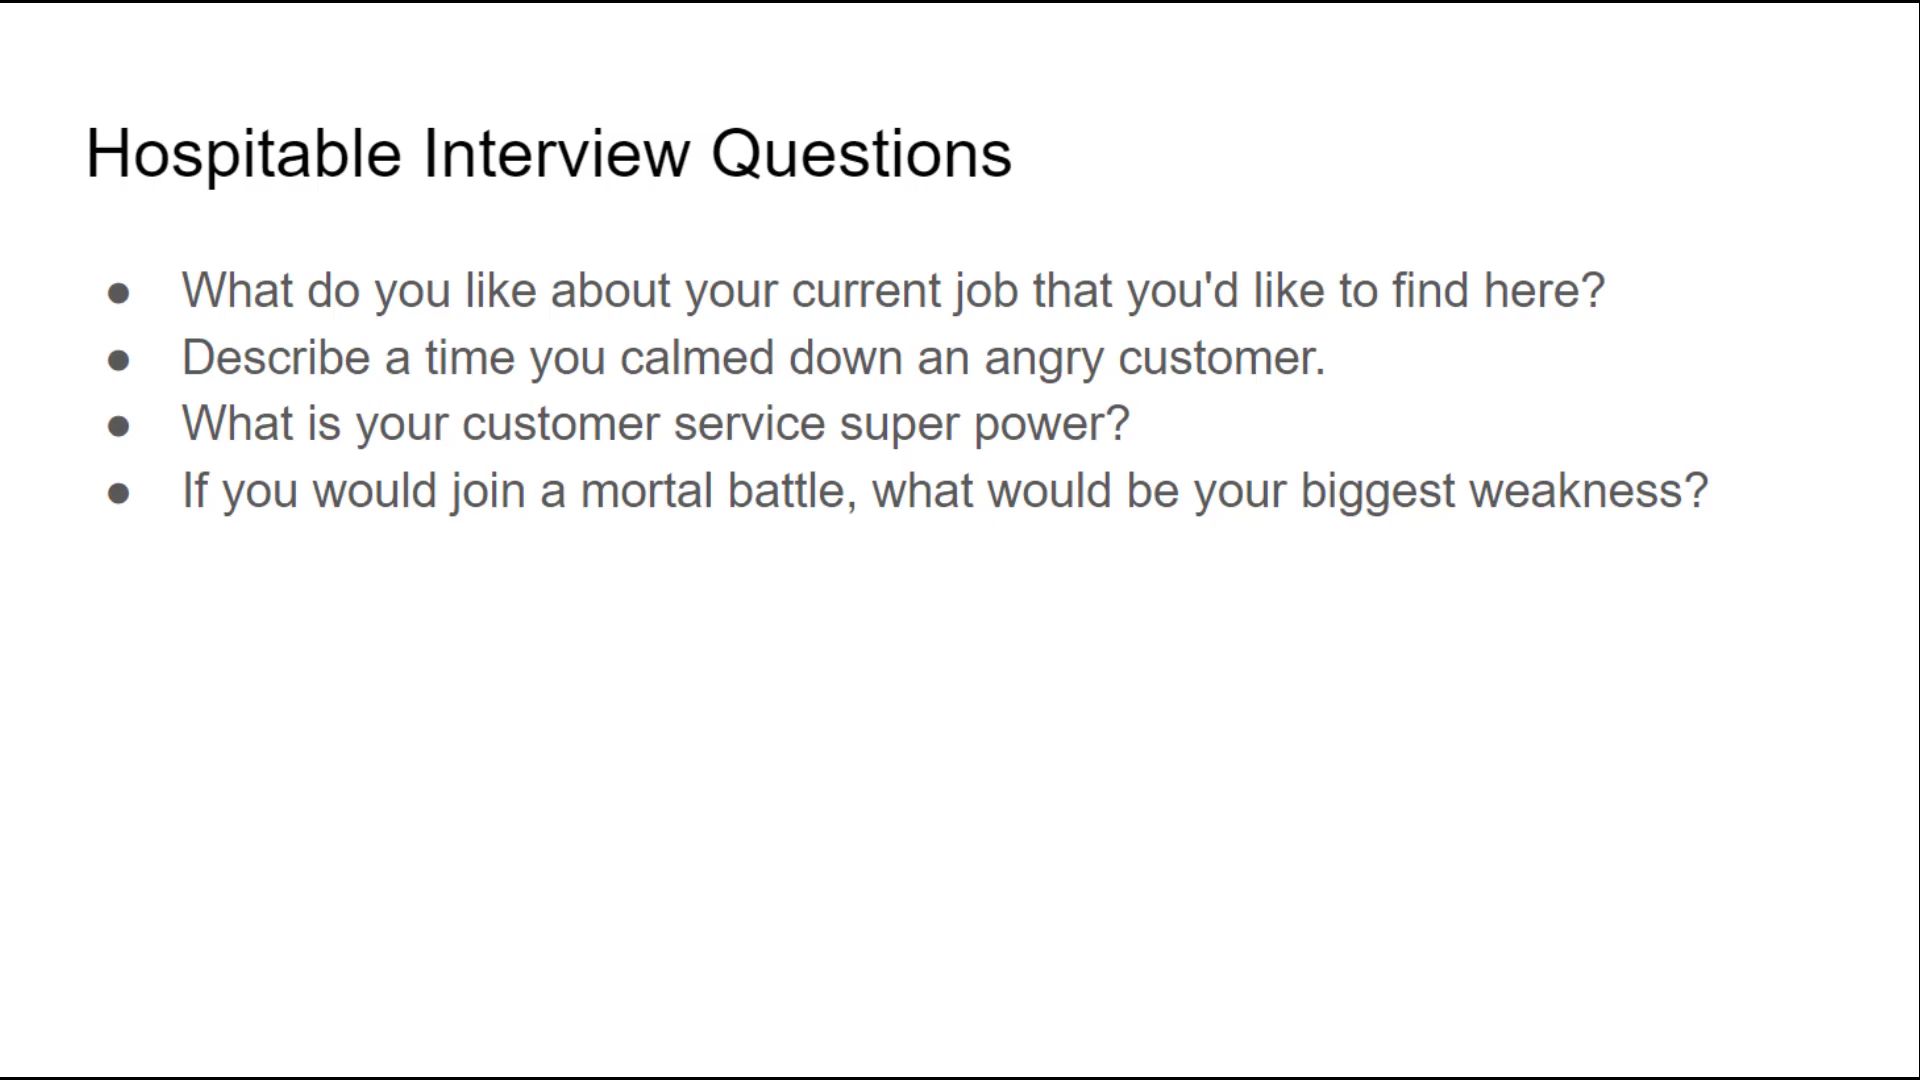 Hospitable Interview Questions
● What do you like about your current job that you'd like to find here?
● Describe a time you calmed down an angry customer.
● What is your customer service super power?
● If you would join a mortal battle, what would be your biggest weakness?